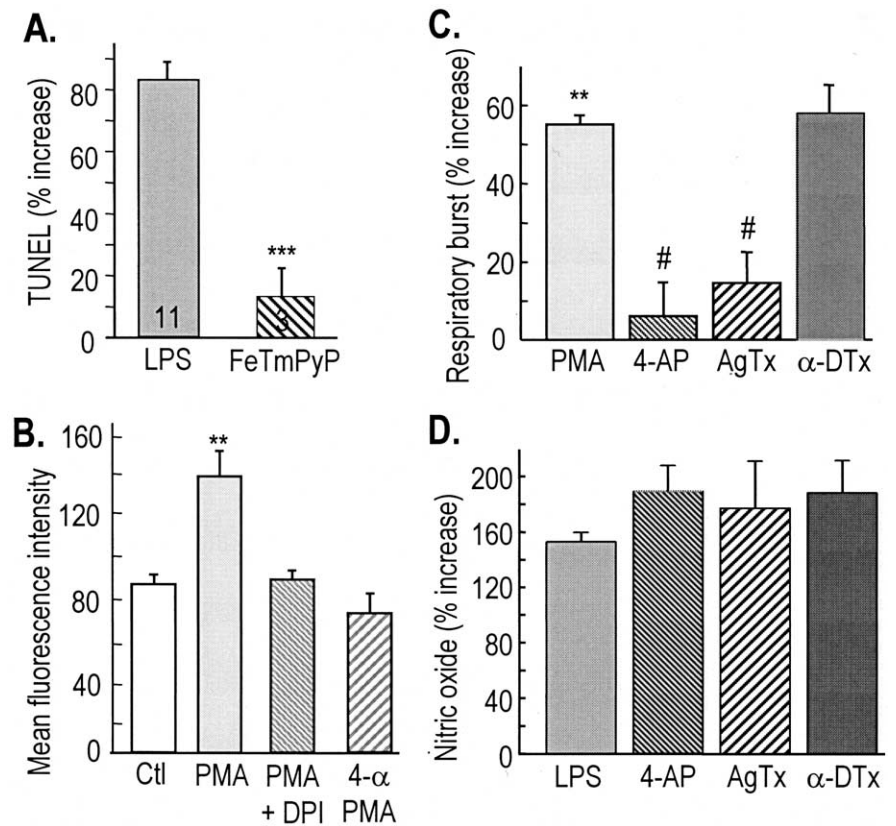 A.
TUNEL (% increase)
80
60
40
20
0
11
***
3
LPS FeTmPyP
B.
Mean fluorescence intensity
160
120
80
40
0
**
Ctl PMA PMA 4-α
+ DPI PMA
C.
Respiratory burst (% increase)
60
40
20
0
**
#
#
PMA 4-AP AgTx α-DTx
D.
Nitric oxide (% increase)
200
160
120
80
40
0
LPS 4-AP AgTx α-DTx